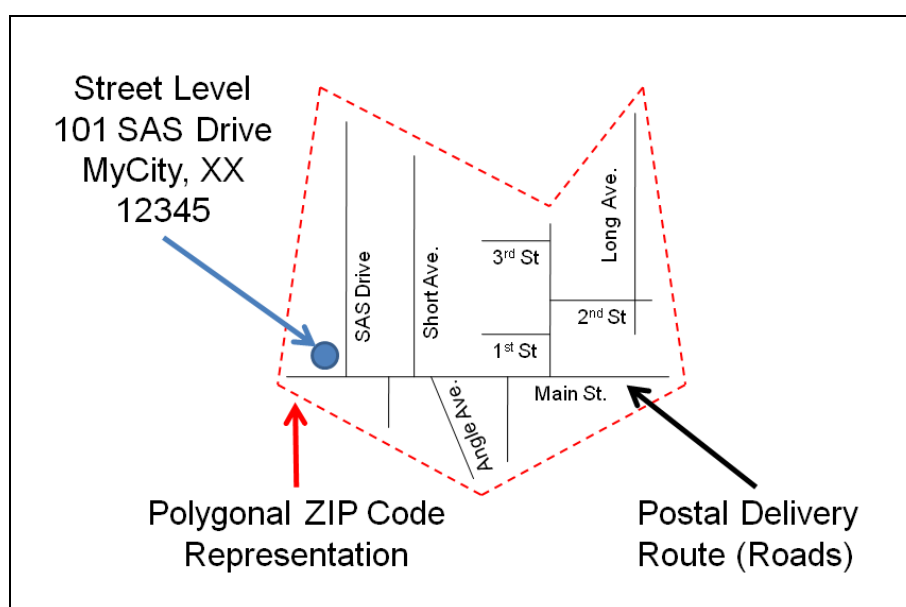 Street Level
101 SAS Drive
MyCity, XX
12345
SAS Drive
Short Ave.
3rd St
Long Ave.
2nd St
1st St
Main St.
Angle Ave.
Polygonal ZIP Code
Representation
Postal Delivery
Route (Roads)